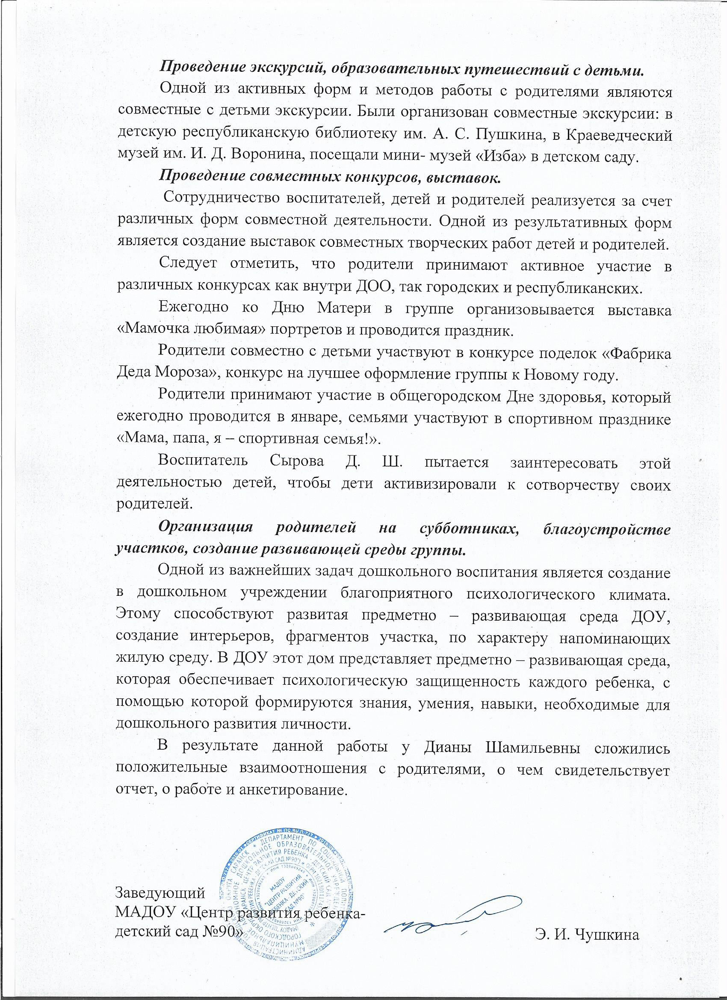 Проведение экскурсий, образовательных путешествий с детьми.
Одной из активных форм и методов работы с родителями являются
совместные с детьми экскурсии. Были организован совместные экскурсии: в
детскую республиканскую библиотеку им. А. С. Пушкина, в Краеведческий
музей им. И. Д. Воронина, посещали мини- музей «Изба» в детском саду.
Проведение совместных конкурсов, выставок.
Сотрудничество воспитателей, детей и родителей реализуется за счет
различных форм совместной деятельности. Одной из результативных форм
является создание выставок совместных творческих работ детей и родителей.
Следует отметить, что родители принимают активное участие в
различных конкурсах как внутри ДОО, так городских и республиканских.
Ежегодно ко Дню Матери в группе организовывается выставка
«Мамочка любимая» портретов и проводится праздник.
Родители совместно с детьми участвуют в конкурсе поделок «Фабрика
Деда Мороза», конкурс на лучшее оформление группы к Новому году.
Родители принимают участие в общегородском Дне здоровья, который
ежегодно проводится в январе, семьями участвуют в спортивном празднике
«Мама, папа, я – спортивная семья!».
Воспитатель Сырова Д. Ш. пытается заинтересовать этой
деятельностью детей, чтобы дети активизировали к сотворчеству своих
родителей.
Организация родителей на субботниках, благоустройстве
участков, создание развивающей среды группы.
Одной из важнейших задач дошкольного воспитания является создание
в дошкольном учреждении благоприятного психологического климата.
Этому способствуют развитая предметно – развивающая среда ДОУ,
создание интерьеров, фрагментов участка, по характеру напоминающих
жилую среду. В ДОУ этот дом представляет предметно – развивающая среда,
которая обеспечивает психологическую защищенность каждого ребенка, с
помощью которой формируются знания, умения, навыки, необходимые для
дошкольного развития личности.
В результате данной работы у Дианы Шамильевны сложились
положительные взаимоотношения с родителями, о чем свидетельствует
отчет, о работе и анкетирование.
МАДОУ
"ЦЕНТР РАЗВИТИЯ
РЕБЕНКА - ДЕТСКИЙ
САД №90"
Заведующий
МАДОУ «Центр развития ребенка-
детский сад №90»
Э. И. Чушкина